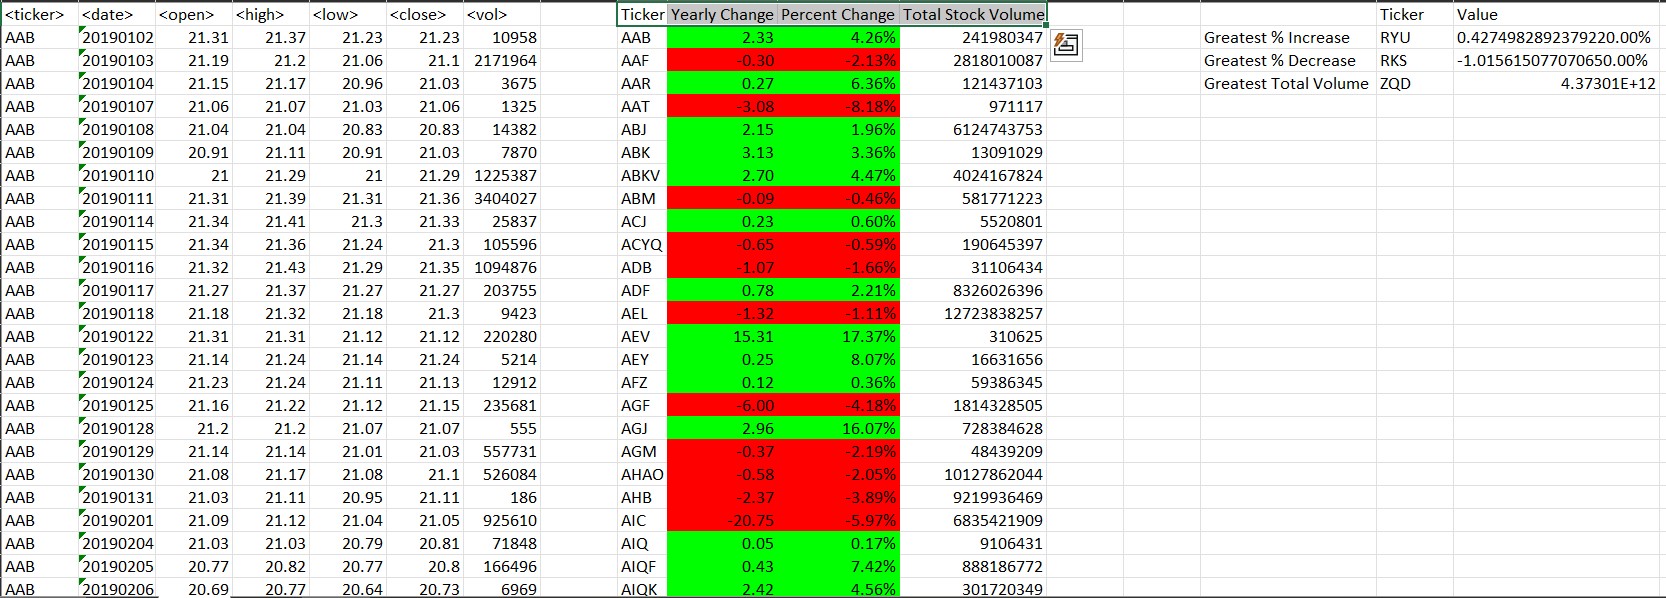 <ticker> <date> <open> <high> <low> <close> <vol> Ticker Yearly Change Percent Change Total Stock Volume Ticker Value
AAB 20190102 21.31 21.37 21.23 21.23 10958 AAB 2.33 4.26% 241980347 Greatest % Increase RYU 0.4274982892379220.00%
AAB 20190103 21.19 21.2 21.06 21.1 2171964 AAF -0.30 -2.13% 2818010087 Greatest % Decrease RKS -1.015615077070650.00%
AAB 20190104 21.15 21.17 20.96 21.03 3675 AAR 0.27 6.36% 121437103 Greatest Total Volume ZQD 4.37301E+12
AAB 20190107 21.06 21.07 21.03 21.06 1325 AAT -3.08 -8.18% 971117
AAB 20190108 21.04 21.04 20.83 20.83 14382 ABJ 2.15 1.96% 6124743753
AAB 20190109 20.91 21.11 20.91 21.03 7870 ABK 3.13 3.36% 13091029
AAB 20190110 21 21.29 21 21.29 1225387 ABKV 2.70 4.47% 4024167824
AAB 20190111 21.31 21.39 21.31 21.36 3404027 ABM -0.09 -0.46% 581771223
AAB 20190114 21.34 21.41 21.3 21.33 25837 ACJ 0.23 0.60% 5520801
AAB 20190115 21.34 21.36 21.24 21.3 105596 ACYQ -0.65 -0.59% 190645397
AAB 20190116 21.32 21.43 21.29 21.35 1094876 ADB -1.07 -1.66% 31106434
AAB 20190117 21.27 21.37 21.27 21.27 203755 ADF 0.78 2.21% 8326026396
AAB 20190118 21.18 21.32 21.18 21.3 9423 AEL -1.32 -1.11% 12723838257
AAB 20190122 21.31 21.31 21.12 21.12 220280 AEV 15.31 17.37% 310625
AAB 20190123 21.14 21.24 21.14 21.24 5214 AEY 0.25 8.07% 16631656
AAB 20190124 21.23 21.24 21.11 21.13 12912 AFZ 0.12 0.36% 59386345
AAB 20190125 21.16 21.22 21.12 21.15 235681 AGF -6.00 -4.18% 1814328505
AAB 20190128 21.2 21.2 21.07 21.07 555 AGJ 2.96 16.07% 728384628
AAB 20190129 21.14 21.14 21.01 21.03 557731 AGM -0.37 -2.19% 48439209
AAB 20190130 21.08 21.17 21.08 21.1 526084 AHAO -0.58 -2.05% 10127862044
AAB 20190131 21.03 21.11 20.95 21.11 186 AHB -2.37 -3.89% 9219936469
AAB 20190201 21.09 21.12 21.04 21.05 925610 AIC -20.75 -5.97% 6835421909
AAB 20190204 21.03 21.03 20.79 20.81 71848 AIQ 0.05 0.17% 9106431
AAB 20190205 20.77 20.82 20.77 20.8 166496 AIQF 0.43 7.42% 888186772
AAB 20190206 20.69 20.77 20.64 20.73 6969 AIQK 2.42 4.56% 301720349